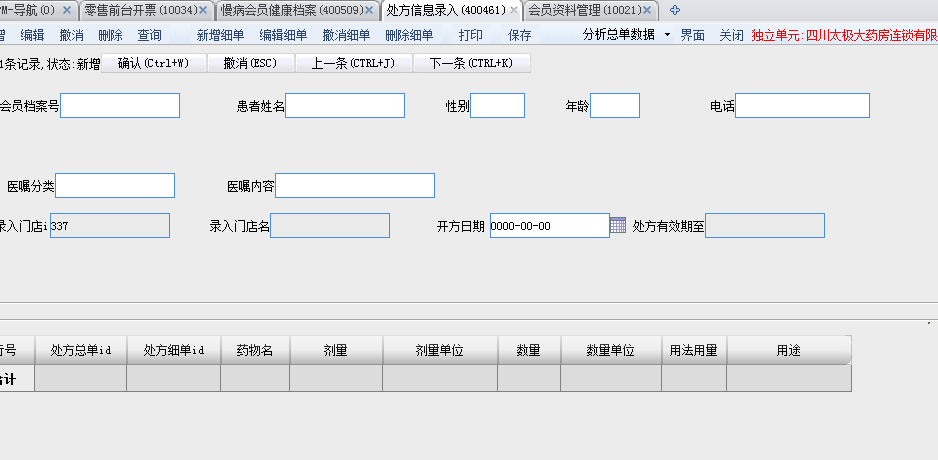 M-导航(0) 零售前台开票(10034) 慢病会员健康档案(400509) 处方信息录入(400461) 会员资料管理(10021)
增 编辑 撤消 删除 查询 新增细单 编辑细单 撤消细单 删除细单 打印 保存 分析总单数据 界面 关闭 独立单元:四川太极大药房连锁有限
1条记录,状态:新增 确认(Ctrl+W) 撤消(ESC) 上一条(CTRL+J) 下一条(CTRL+K)
会员档案号 患者姓名 性别 年龄 电话
医嘱分类 医嘱内容
录入门店i 337 录入门店名 开方日期 0000-00-00 处方有效期至
行号 处方总单id 处方细单id 药物名 剂量 剂量单位 数量 数量单位 用法用量 用途
合计